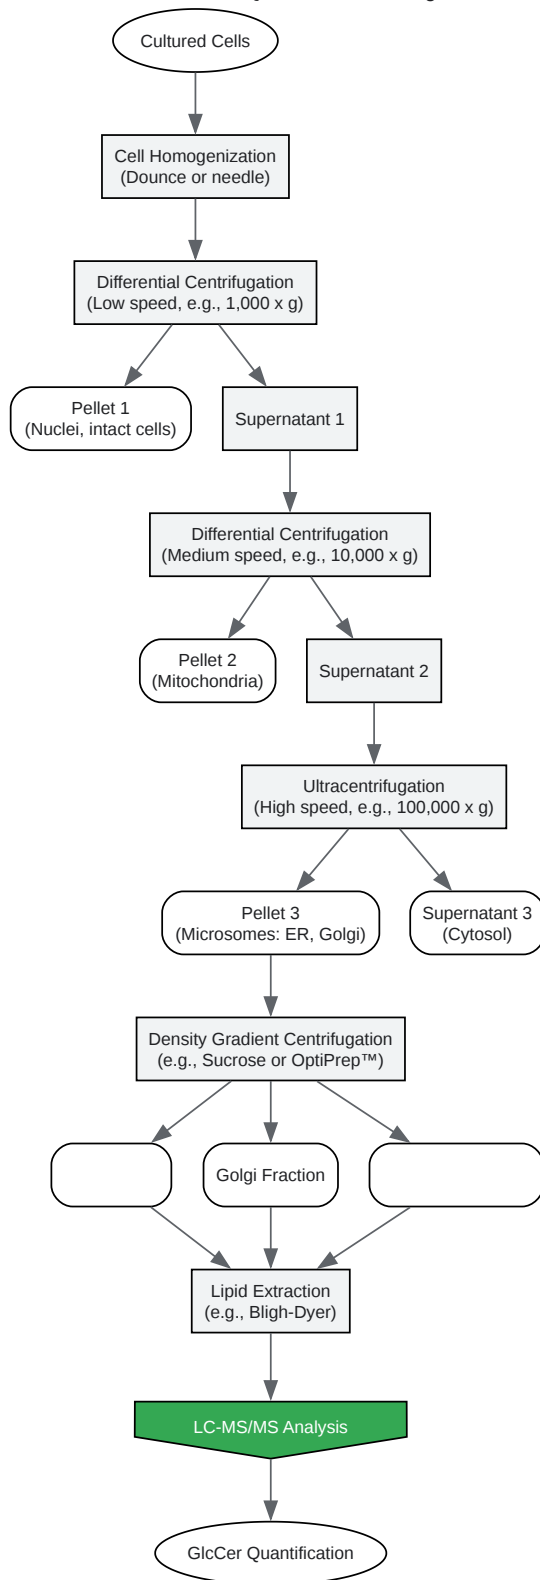 Cultured Cells
Cell Homogenization
(Dounce or needle)
Differential Centrifugation
(Low speed, e.g., 1,000 x g)
Pellet 1
(Nuclei, intact cells)
Supernatant 1
Differential Centrifugation
(Medium speed, e.g., 10,000 x g)
Pellet 2
(Mitochondria)
Supernatant 2
Ultracentrifugation
(High speed, e.g., 100,000 x g)
Pellet 3
(Microsomes: ER, Golgi)
Supernatant 3
(Cytosol)
Density Gradient Centrifugation
(e.g., Sucrose or OptiPrep™)
Golgi Fraction
Lipid Extraction
(e.g., Bligh-Dyer)
LC-MS/MS Analysis
GlcCer Quantification